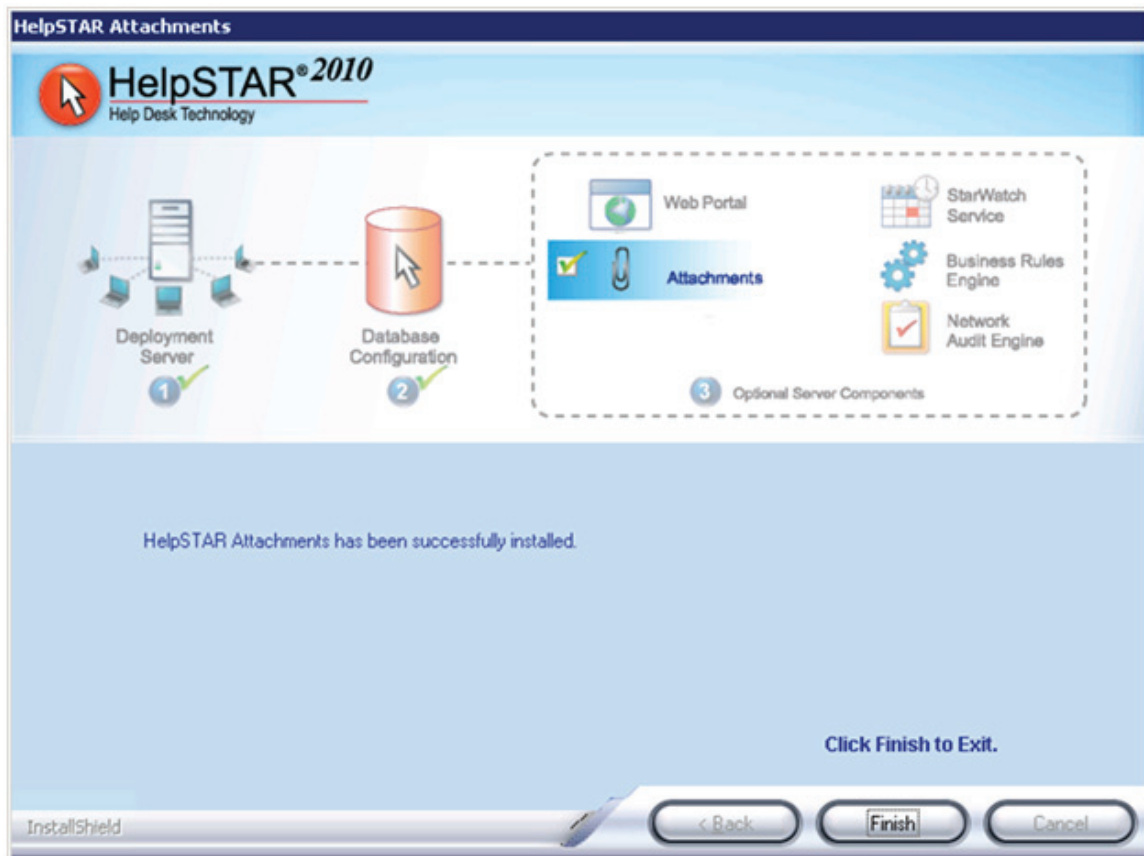 HelpSTAR Attachments
HelpSTAR® 2010
Help Desk Technology
Deployment
Server
1
Database
Configuration
2
Web Portal
Attachments
StarWatch
Service
Business Rules
Engine
Network
Audit Engine
3 Optional Server Components
HelpSTAR Attachments has been successfully installed.
Click Finish to Exit.
InstallShield
< Back
Finish
Cancel